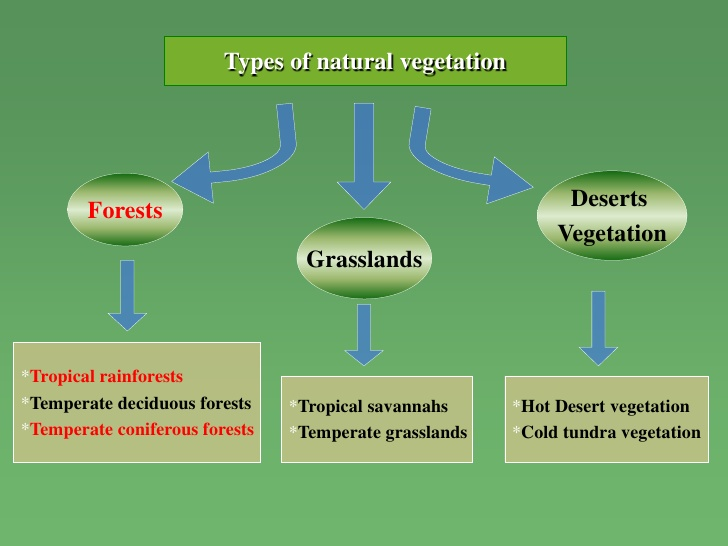 Types of natural vegetation
Forests
Grasslands
Deserts
Vegetation
*Tropical rainforests
*Temperate deciduous forests
*Temperate coniferous forests
*Tropical savannahs
*Temperate grasslands
*Hot Desert vegetation
*Cold tundra vegetation